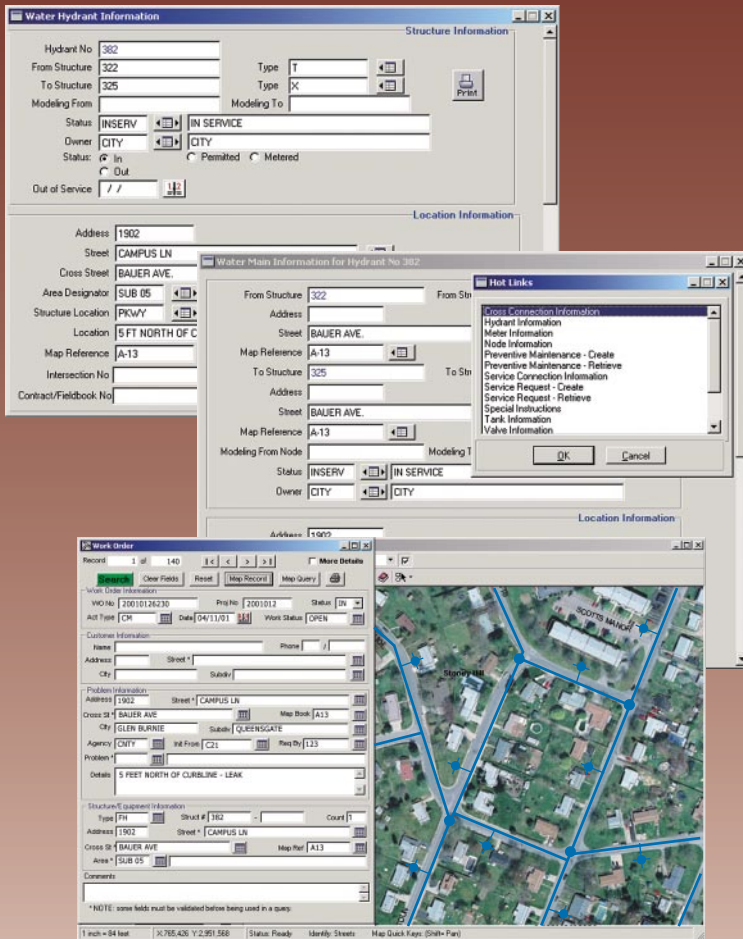 Water Hydrant Information
Structure Information
Hydrant No 382
From Structure 322 Type T
To Structure 325 Type X
Print
Modeling From Modeling To
Status INSERV IN SERVICE
Owner CITY CITY
Status: In Permitted Metered
Out
Out of Service / /
Location Information
Address 1902
Street CAMPUS LN
Cross Street BAUER AVE.
Area Designator SUB 05
Structure Location PKWY
Location 5 FT NORTH OF C
Map Reference A-13
Intersection No
Contract/Fieldbook No
Water Main Information for Hydrant No 382
From Structure 322
Address
Street BAUER AVE.
Map Reference A-13
To Structure 325
Address
Street BAUER AVE.
Map Reference A-13
Modeling From Node Modeling
Status INSERV IN SERVICE
Owner CITY CITY
Location Information
Address 1902
Hot Links
Cross Connection Information
Hydrant Information
Meter Information
Node Information
Preventive Maintenance - Create
Preventive Maintenance - Retrieve
Service Connection Information
Service Request - Create
Service Request - Retrieve
Special Instructions
Tank Information
Valve Information
OK Cancel
Work Order
Record 1 of 140 |< < > >| More Details
Search Clear Fields Reset Map Record Map Query
Work Order Information
WO No 20010126230 Proj No 2001012 Status IN
Act Type CM Date 04/11/01 Work Status OPEN
Customer Information
Name Phone /
Address Street *
City Subdiv
Problem Information
Address 1902 Street * CAMPUS LN
Cross St * BAUER AVE Map Book A13
City GLEN BURNIE Subdiv QUEENSGATE
Agency CNTY Init From C21 Req By 123
Problem *
Details 5 FEET NORTH OF CURBLINE - LEAK
Structure/Equipment Information
Type FH Struct # 382 - Count 1
Address 1902 Street * CAMPUS LN
Cross St * BAUER AVE Map Ref A13
Area * SUB 05
Comments
* NOTE: some fields must be validated before being used in a query.
SCOTTS MANOR
Stoney Hill
1 inch = 84 feet X:765,426 Y:2,951,568 Status: Ready Identify: Streets Map Quick Keys: (Shift= Pan)